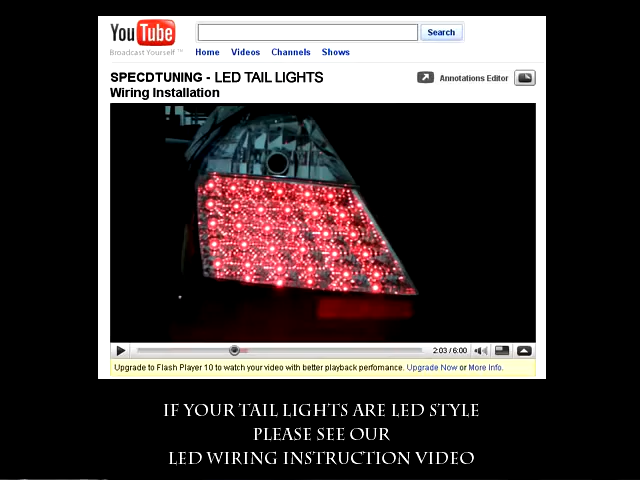 YouTube
Search
Broadcast Yourself ™
Home Videos Channels Shows
SPECDTUNING - LED TAIL LIGHTS
Annotations Editor
Wiring Installation
2:03 / 6:00
Upgrade to Flash Player 10 to watch your video with better playback perfomance. Upgrade Now or More Info.
IF YOUR TAIL LIGHTS ARE LED STYLE
PLEASE SEE OUR
LED WIRING INSTRUCTION VIDEO